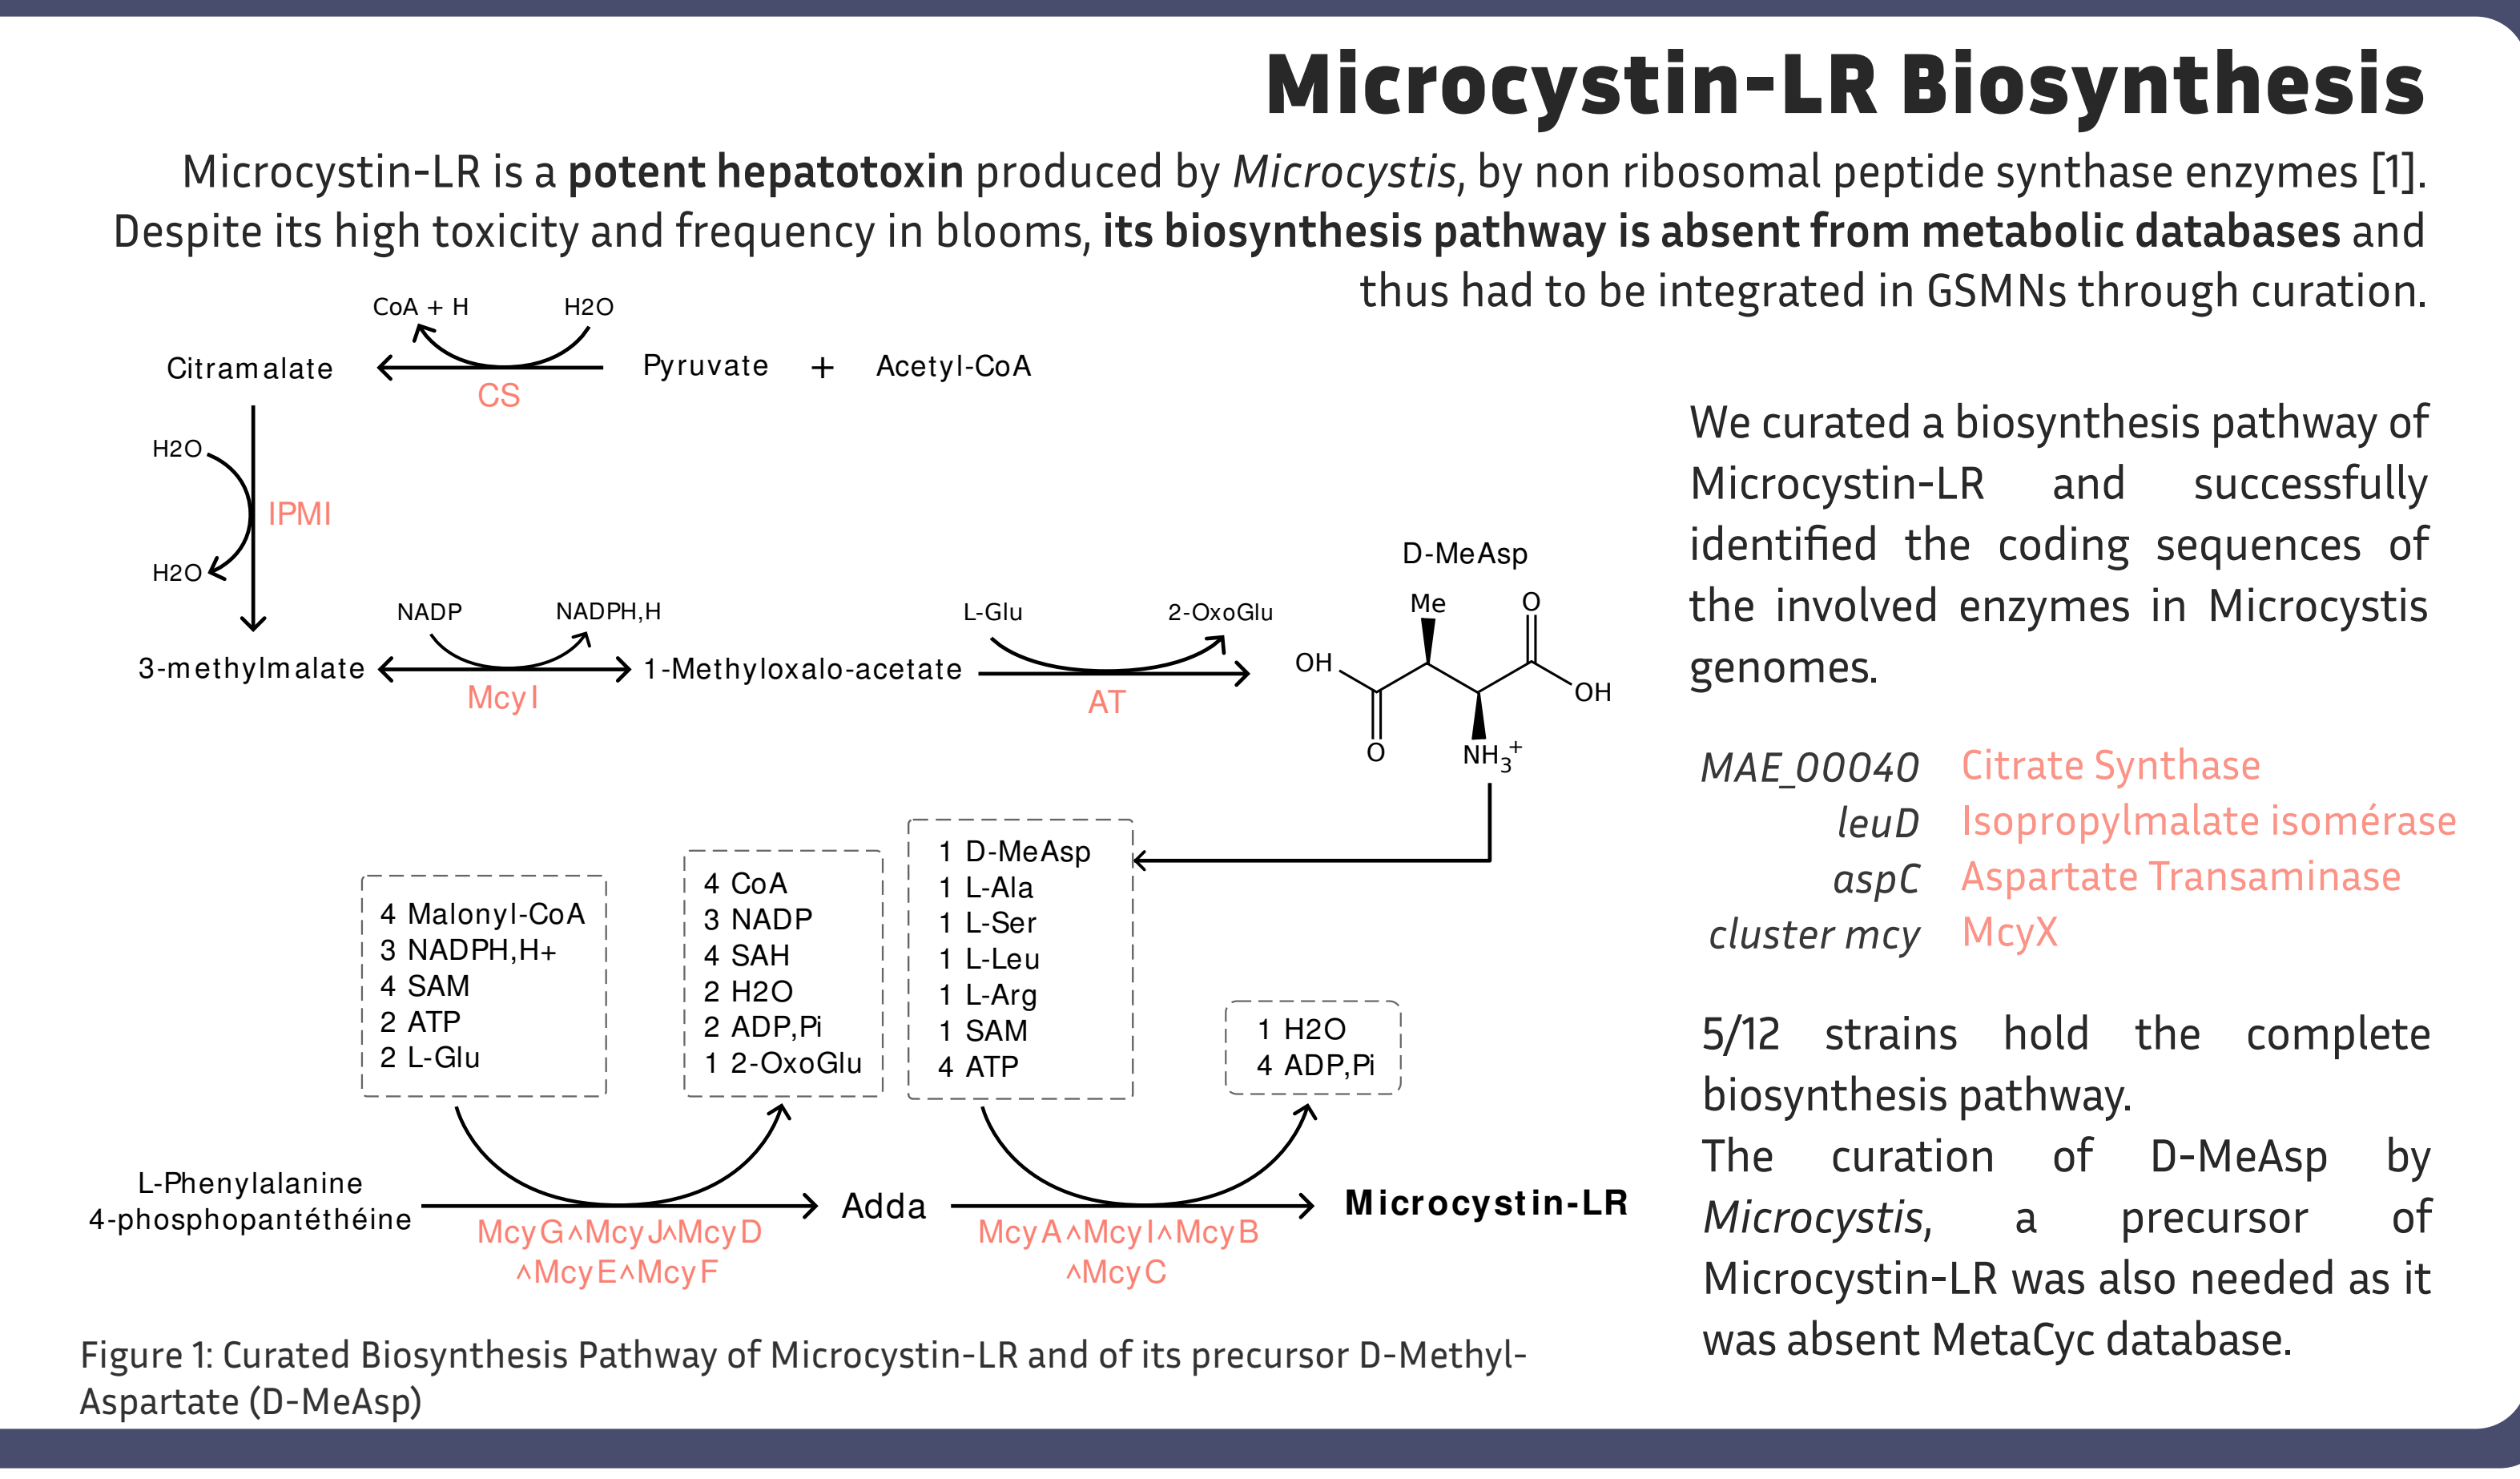 Microcystin-LR Biosynthesis
Microcystin-LR is a potent hepatotoxin produced by Microcystis, by non ribosomal peptide synthase enzymes [1].
Despite its high toxicity and frequency in blooms, its biosynthesis pathway is absent from metabolic databases and
thus had to be integrated in GSMNs through curation.
CoA + H
H2O
Citramalate
Pyruvate + Acetyl-CoA
CS
H2O
IPMI
H2O
NADP
NADPH,H
3-methylmalate
1-Methyloxalo-acetate
McyI
L-Glu
2-OxoGlu
AT
D-MeAsp
Me
O
OH
OH
O
NH3+
4 Malonyl-CoA
3 NADPH,H+
4 SAM
2 ATP
2 L-Glu
4 CoA
3 NADP
4 SAH
2 H2O
2 ADP,Pi
1 2-OxoGlu
1 D-MeAsp
1 L-Ala
1 L-Ser
1 L-Leu
1 L-Arg
1 SAM
4 ATP
1 H2O
4 ADP,Pi
L-Phenylalanine
4-phosphopantéthéine
Adda
Microcystin-LR
McyG^McyJ^McyD
^McyE^McyF
McyA^McyI^McyB
^McyC
Figure 1: Curated Biosynthesis Pathway of Microcystin-LR and of its precursor D-Methyl-
Aspartate (D-MeAsp)
We curated a biosynthesis pathway of
Microcystin-LR and successfully
identified the coding sequences of
the involved enzymes in Microcystis
genomes.
MAE_00040 Citrate Synthase
leuD Isopropylmalate isomérase
aspC Aspartate Transaminase
cluster mcy McyX
5/12 strains hold the complete
biosynthesis pathway.
The curation of D-MeAsp by
Microcystis, a precursor of
Microcystin-LR was also needed as it
was absent MetaCyc database.